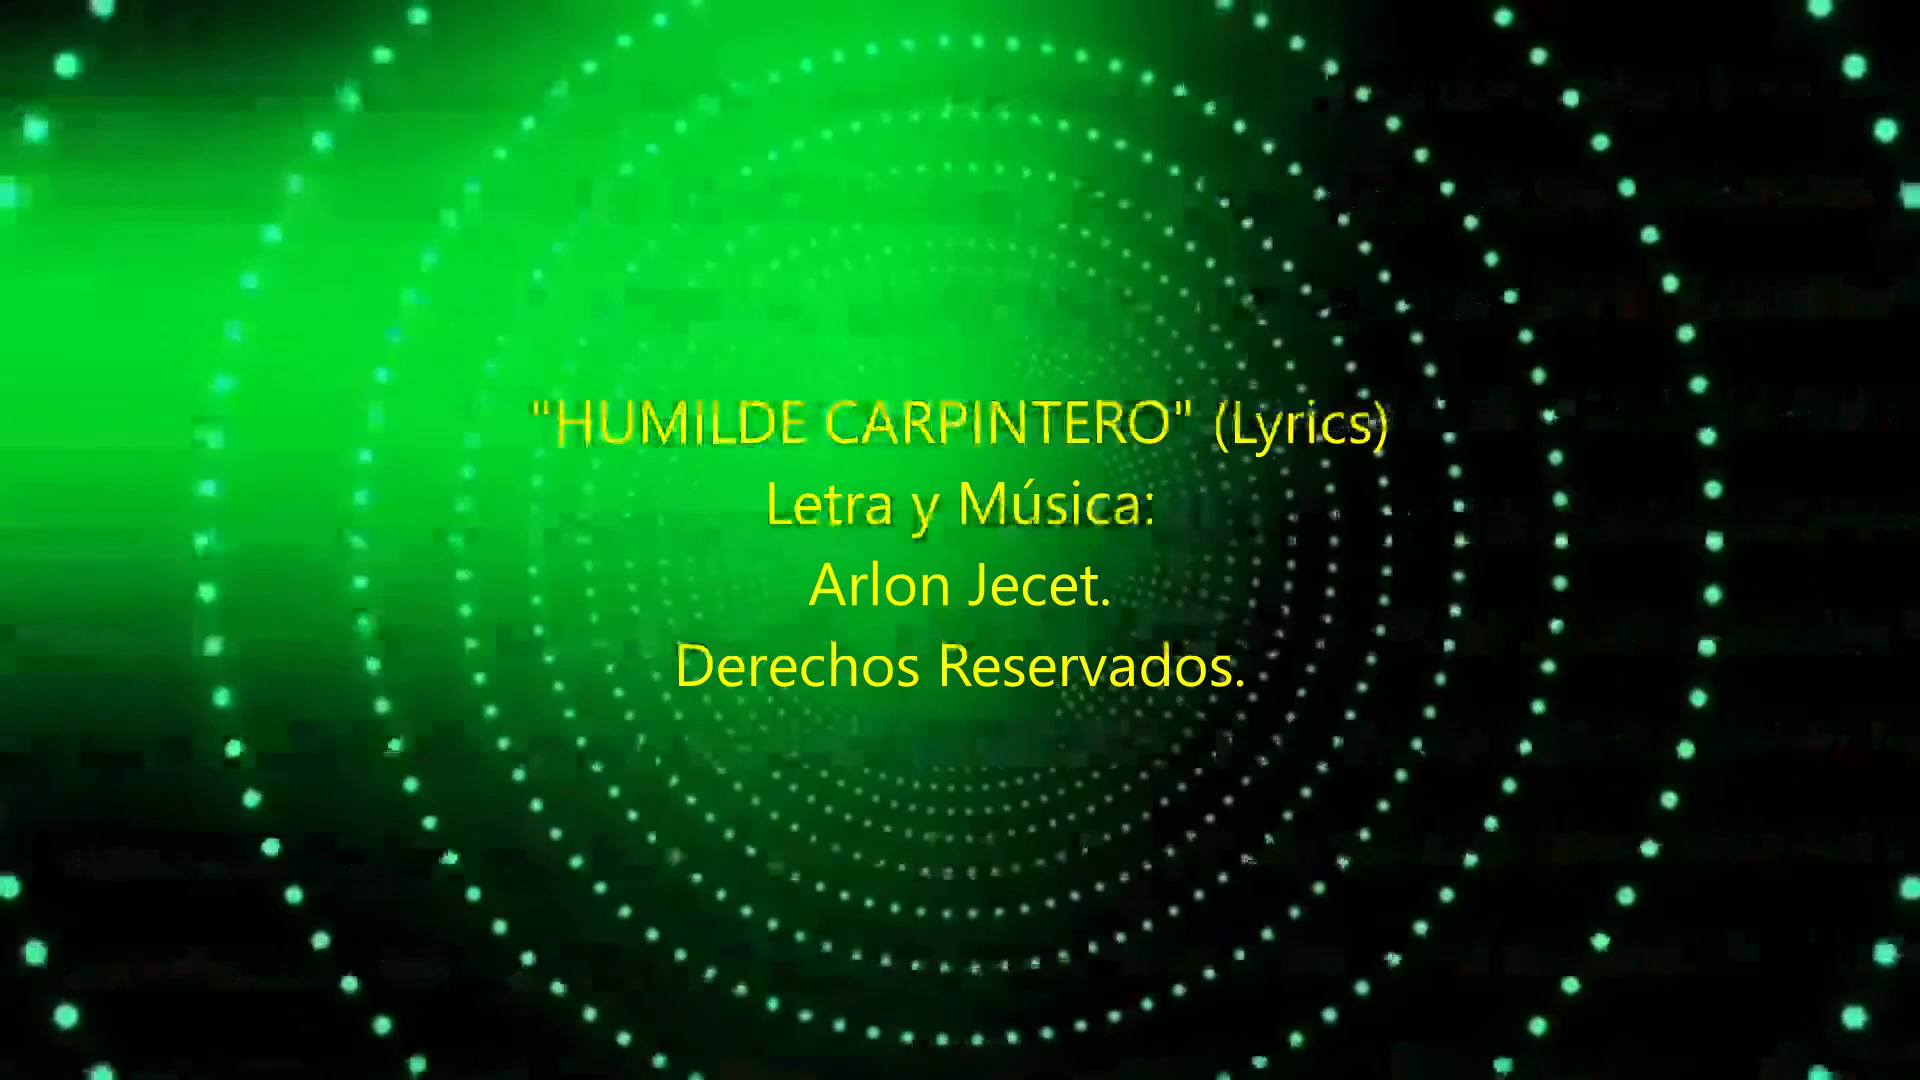 "HUMILDE CARPINTERO" (Lyrics)
Letra y Música:
Arlon Jecet.
Derechos Reservados.